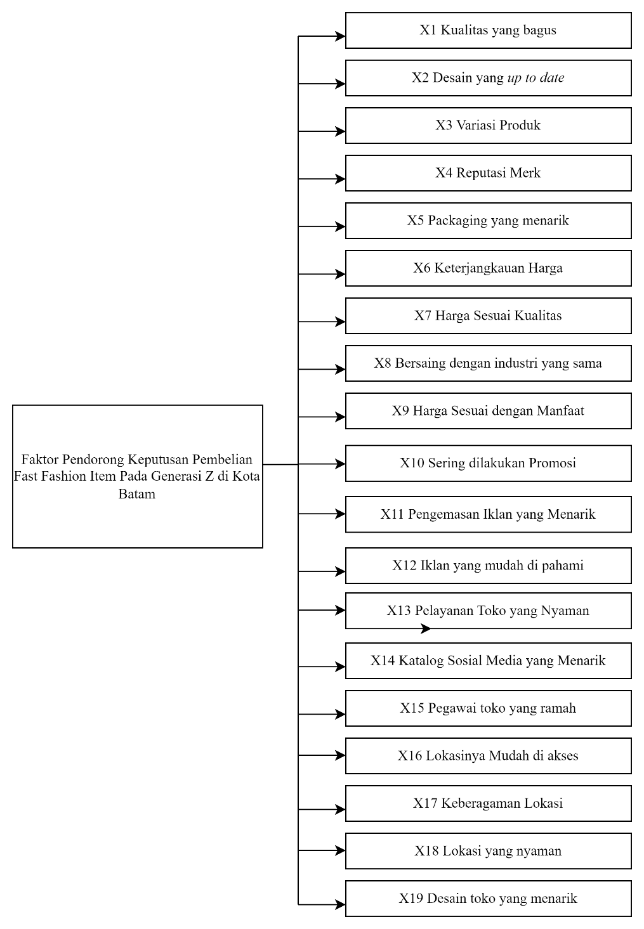 X1 Kualitas yang bagus
X2 Desain yang up to date
X3 Variasi Produk
X4 Reputasi Merk
X5 Packaging yang menarik
X6 Keterjangkauan Harga
X7 Harga Sesuai Kualitas
X8 Bersaing dengan industri yang sama
X9 Harga Sesuai dengan Manfaat
Faktor Pendorong Keputusan Pembelian
Fast Fashion Item Pada Generasi Z di Kota
Batam
X10 Sering dilakukan Promosi
X11 Pengemasan Iklan yang Menarik
X12 Iklan yang mudah di pahami
X13 Pelayanan Toko yang Nyaman
X14 Katalog Sosial Media yang Menarik
X15 Pegawai toko yang ramah
X16 Lokasinya Mudah di akses
X17 Keberagaman Lokasi
X18 Lokasi yang nyaman
X19 Desain toko yang menarik